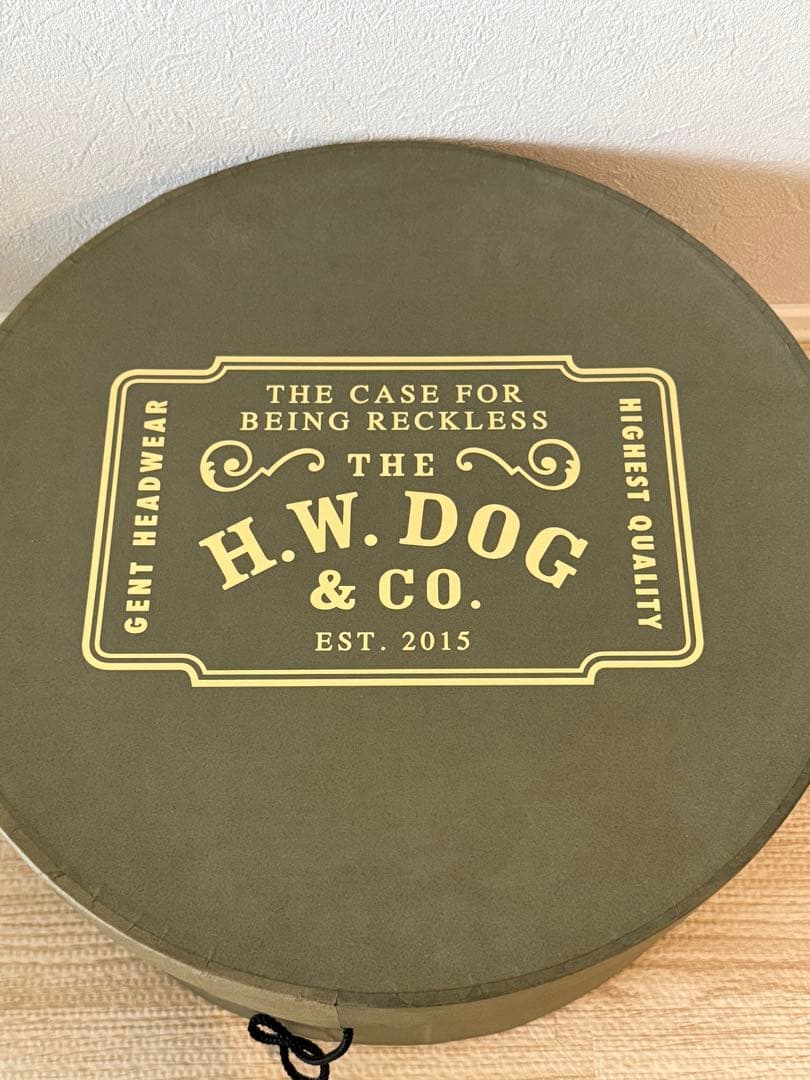 THE CASE FOR
BEING RECKLESS
GENT HEADWEAR
THE
H.W. DOG
& CO.
EST. 2015
HIGHEST QUALITY